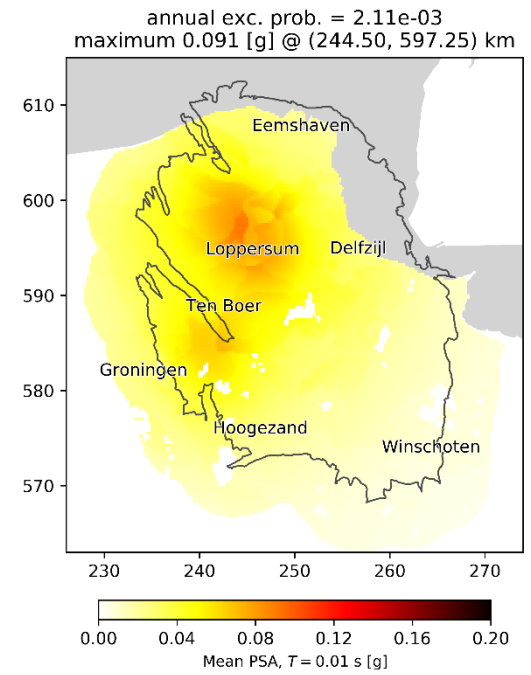 annual exc. prob. = 2.11e-03
maximum 0.091 [g] @ (244.50, 597.25) km
610
600
590
580
570
Eemshaven
Loppersum
Delfzijl
Ten Boer
Groningen
Hoogezand
Winschoten
230 240 250 260 270
0.00 0.04 0.08 0.12 0.16 0.20
Mean PSA, T = 0.01 s [g]